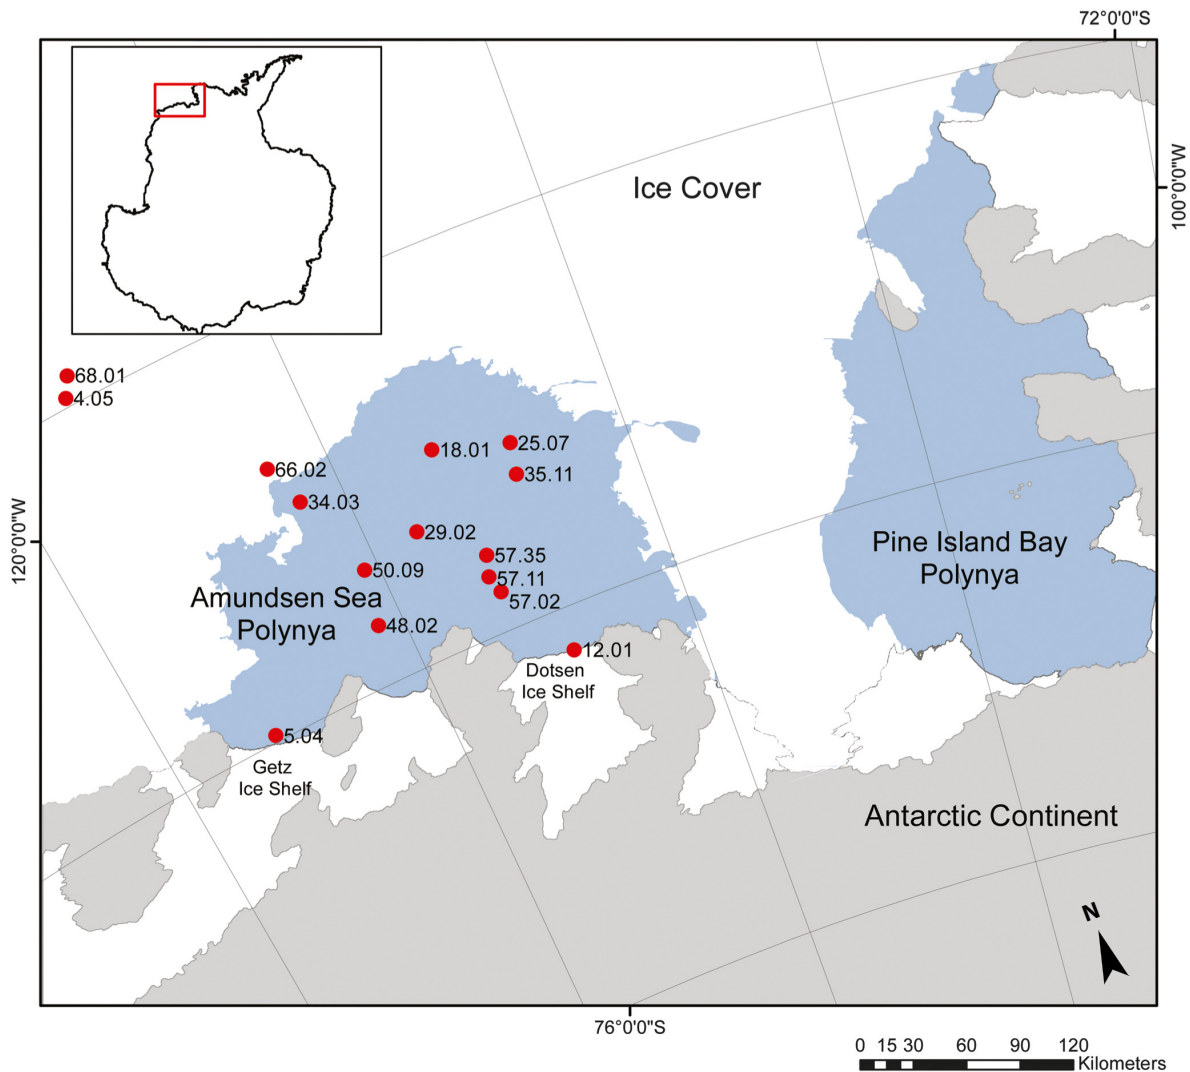 72°0'0"S
100°0'0"W
Ice Cover
68.01
4.05
66.02
34.03
18.01
25.07
35.11
29.02
57.35
57.11
57.02
50.09
48.02
120°0'0"W
Amundsen Sea
Polynya
Pine Island Bay
Polynya
12.01
Dotsen
Ice Shelf
5.04
Getz
Ice Shelf
Antarctic Continent
N
76°0'0"S
0 15 30 60 90 120
Kilometers